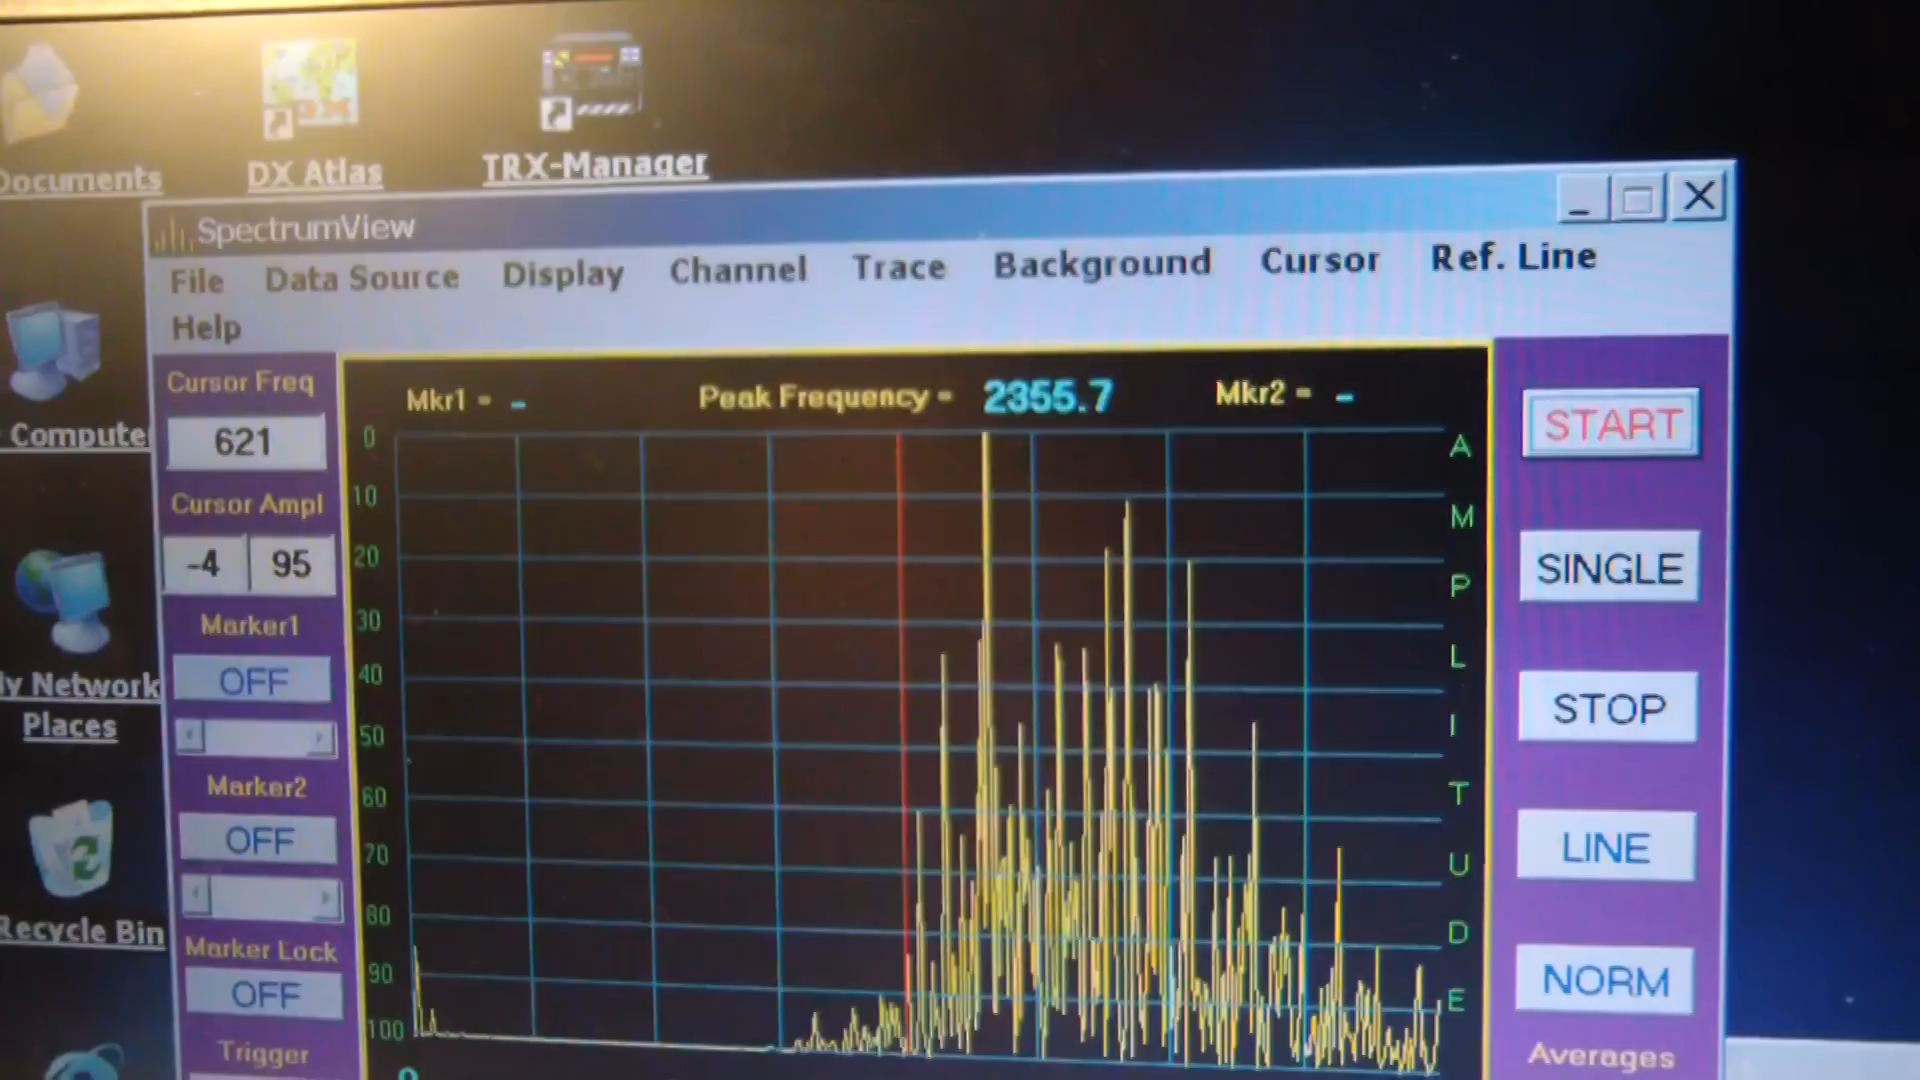 Documents
DX Atlas
TRX-Manager
SpectrumView
File Data Source Display Channel Trace Background Cursor Ref. Line
Help
Computer
My Network
Places
Recycle Bin
Cursor Freq
621
Cursor Ampl
-4 95
Marker1
OFF
Marker2
OFF
Marker Lock
OFF
Trigger
Mkr1 = -
Peak Frequency = 2355.7
Mkr2 = -
0
10
20
30
40
50
60
70
80
90
100
0
AMPLITUDE
START
SINGLE
STOP
LINE
NORM
Averages